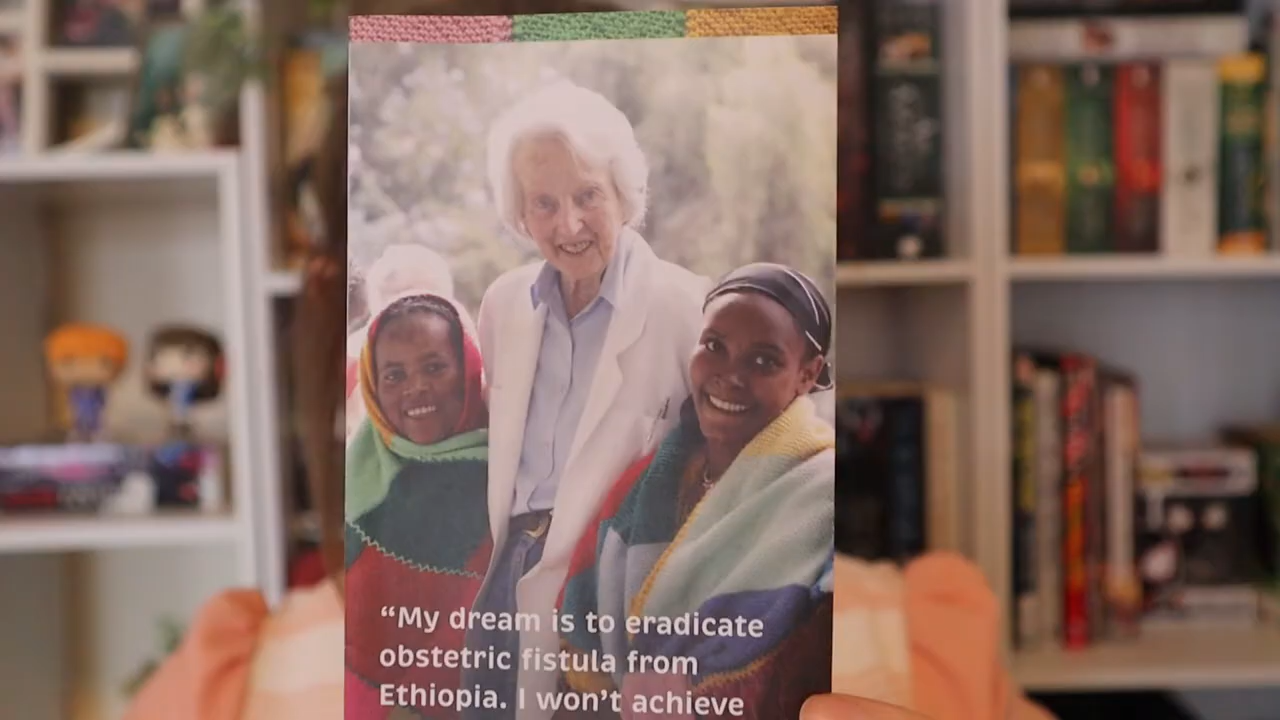 “My dream is to eradicate
obstetric fistula from
Ethiopia. I won’t achieve